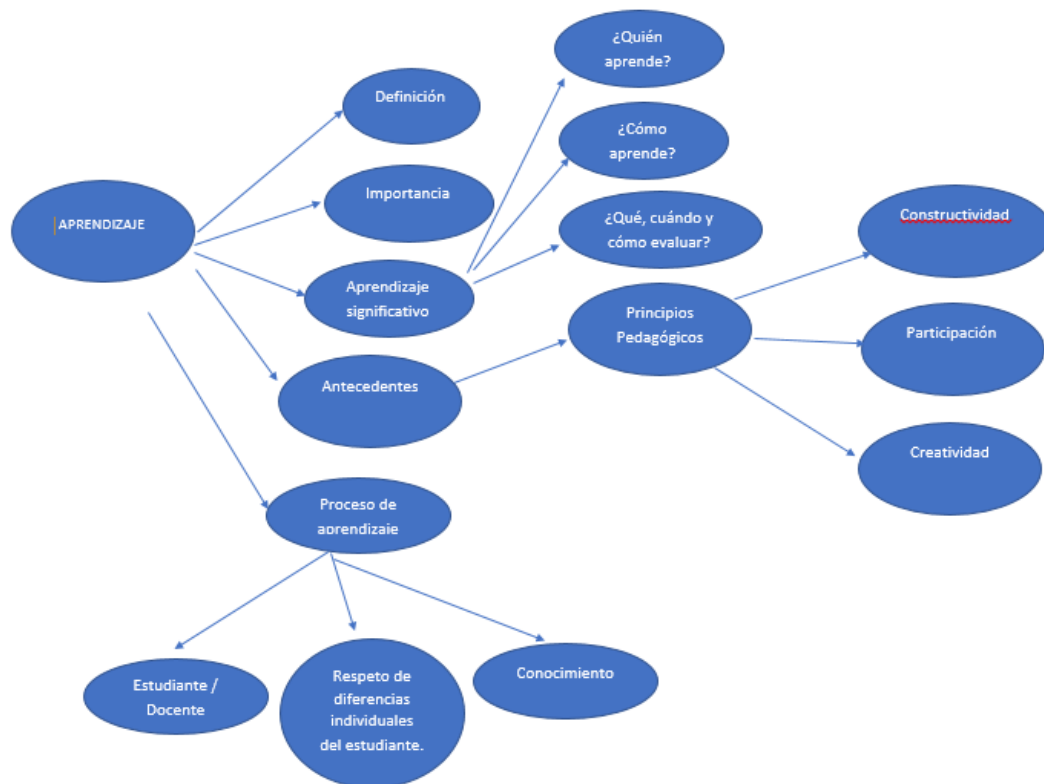 ¿Quién
aprende?
Definición
¿Cómo
aprende?
Importancia
¿Qué, cuándo y
cómo evaluar?
Constructividad
APRENDIZAJE
Aprendizaje
significativo
Principios
Pedagógicos
Participación
Antecedentes
Creatividad
Proceso de
aprendizaje
Estudiante /
Docente
Respeto de
diferencias
individuales
del estudiante.
Conocimiento